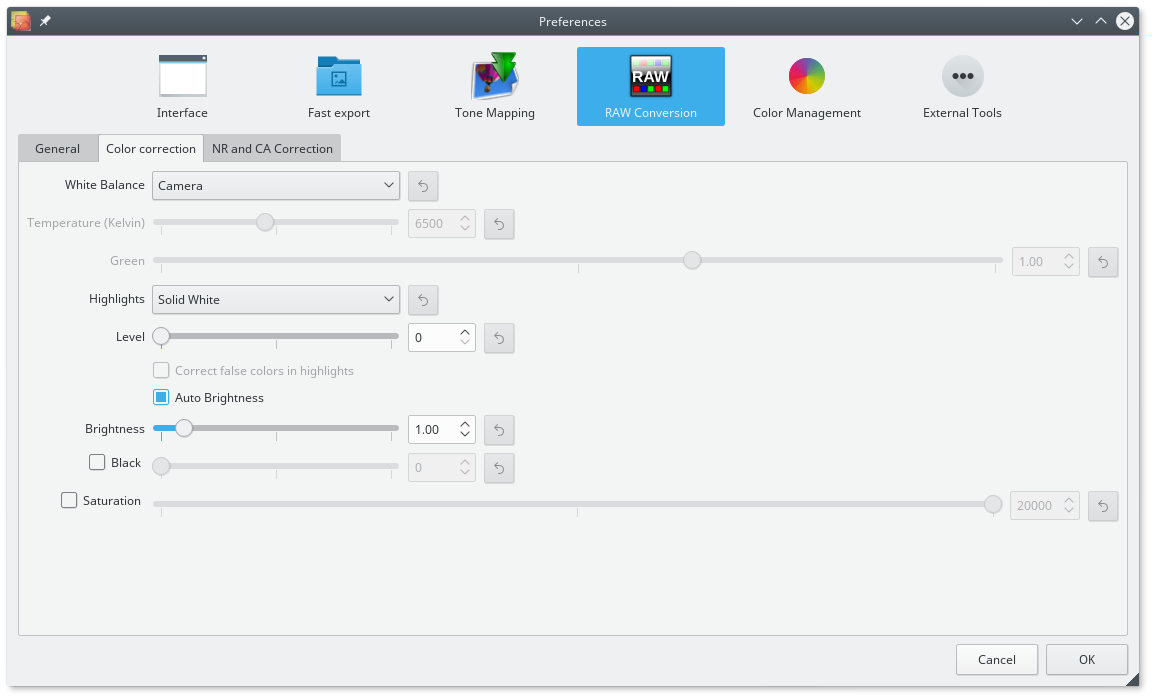 Preferences
Interface
Fast export
Tone Mapping
RAW
RAW Conversion
Color Management
External Tools
General
Color correction
NR and CA Correction
White Balance
Camera
Temperature (Kelvin)
6500
Green
1.00
Highlights
Solid White
Level
0
Correct false colors in highlights
Auto Brightness
Brightness
1.00
Black
0
Saturation
20000
Cancel
OK